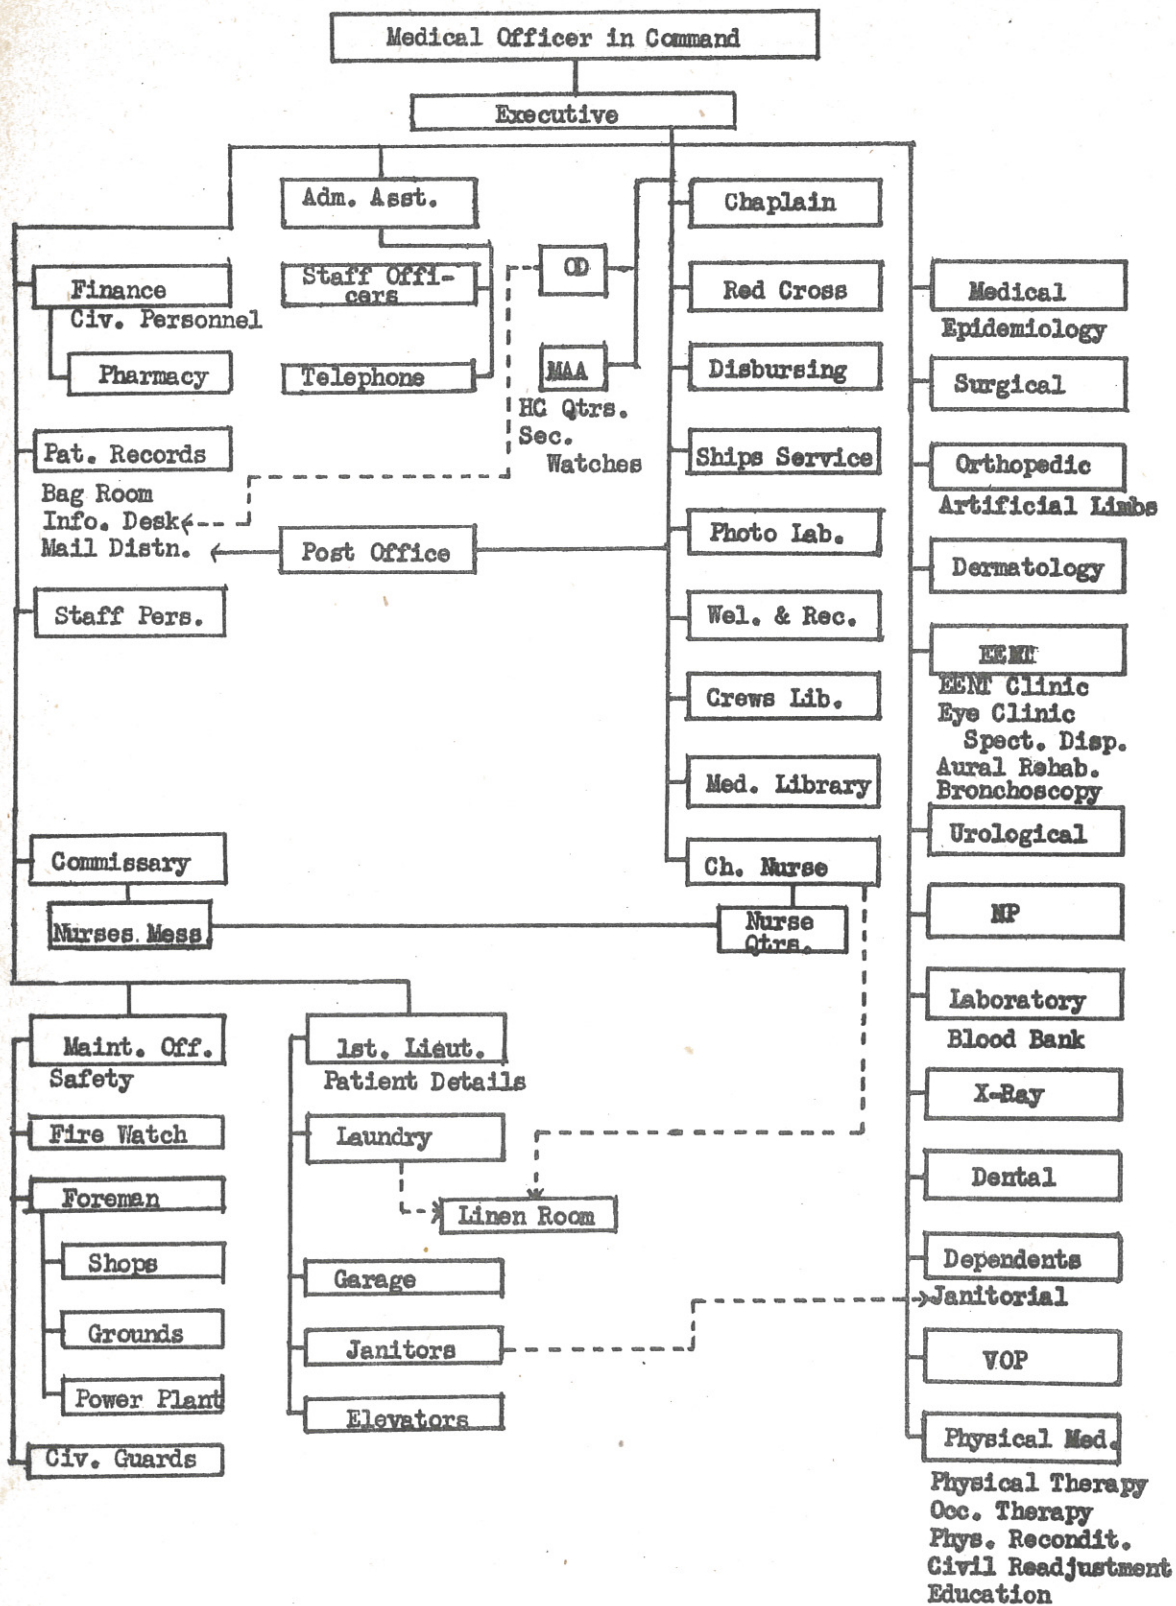 Medical Officer in Command
Executive
Adm. Asst.
Staff Offi-
cers
Telephone
OD
MAA
HC Qtrs.
Sec.
Watches
Finance
Civ. Personnel
Pharmacy
Pat. Records
Bag Room
Info. Desk
Mail Distn.
Post Office
Staff Pers.
Commissary
Nurses Mess
Chaplain
Red Cross
Disbursing
Ships Service
Photo Lab.
Wel. & Rec.
Crews Lib.
Med. Library
Ch. Nurse
Nurse
Qtrs.
Medical
Epidemiology
Surgical
Orthopedic
Artificial Limbs
Dermatology
EENT
EENT Clinic
Eye Clinic
Spect. Disp.
Aural Rehab.
Bronchoscopy
Urological
NP
Laboratory
Blood Bank
X-Ray
Dental
Dependents
Janitorial
VOP
Physical Med.
Physical Therapy
Occ. Therapy
Phys. Recondit.
Civil Readjustment
Education
Maint. Off.
Safety
Fire Watch
Foreman
Shops
Grounds
Power Plant
Civ. Guards
1st. Lieut.
Patient Details
Laundry
Linen Room
Garage
Janitors
Elevators